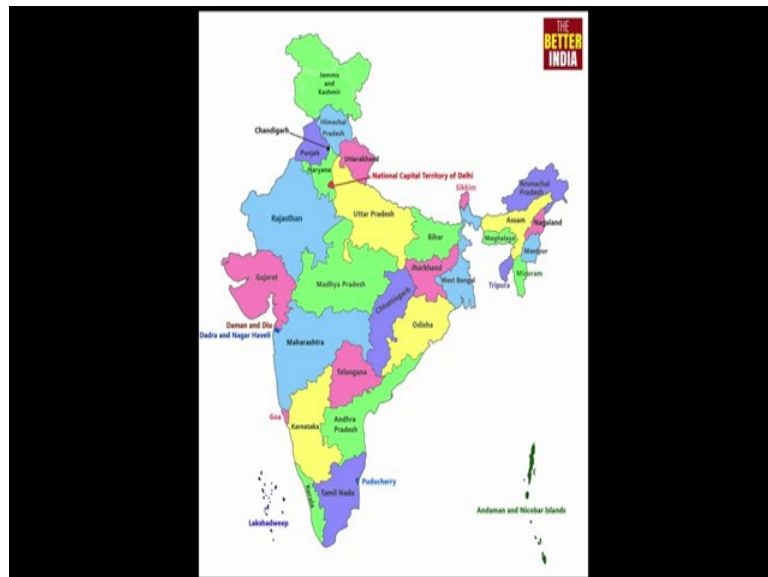 THE
BETTER
INDIA
Jammu
and
Kashmir
Himachal
Pradesh
Chandigarh
Punjab
Uttarakhand
Haryana
National Capital Territory of Delhi
Sikkim
Arunachal
Pradesh
Rajasthan
Uttar Pradesh
Assam
Nagaland
Bihar
Meghalaya
Manipur
Gujarat
Jharkhand
Mizoram
Madhya Pradesh
West Bengal
Tripura
Chhattisgarh
Daman and Diu
Dadra and Nagar Haveli
Odisha
Maharashtra
Telangana
Goa
Karnataka
Andhra
Pradesh
Kerala
Tamil Nadu
Puducherry
Lakshadweep
Andaman and Nicobar Islands